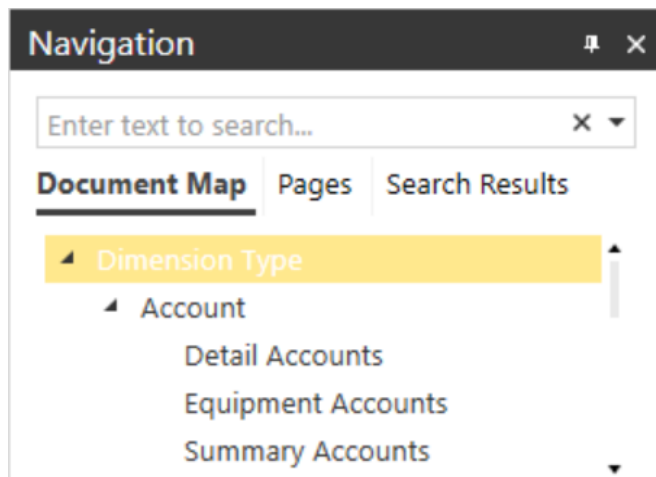 Navigation
Enter text to search...
Document Map Pages Search Results
Dimension Type
Account
Detail Accounts
Equipment Accounts
Summary Accounts